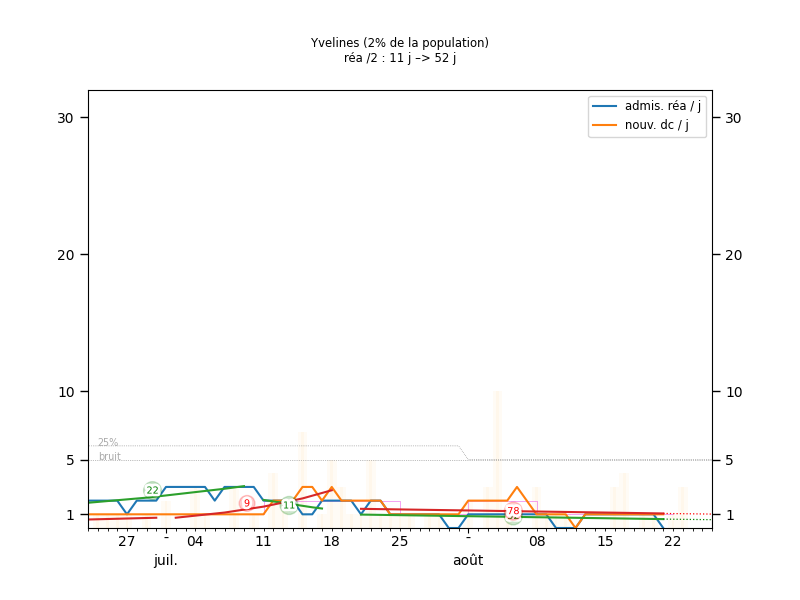 Yvelines (2% de la population)
réa /2 : 11 j –> 52 j
admis. réa / j
nouv. dc / j
30 30
20 20
10 10
25%
5 bruit 5
22 9 11 78
1 1
27 - 04 11 18 25 - 08 15 22
juil. août